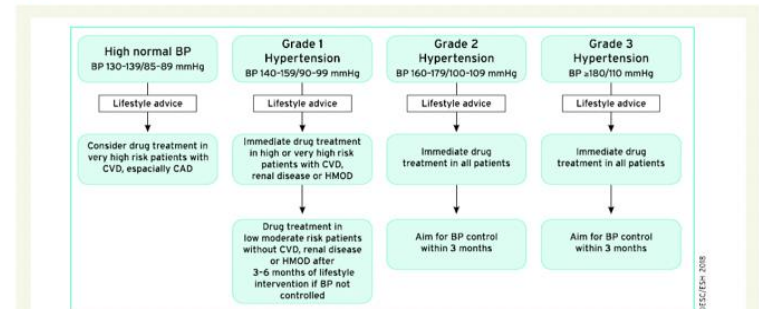 High normal BP
BP 130-139/85-89 mmHg
Lifestyle advice
Consider drug treatment in
very high risk patients with
CVD, espacially CAD
Grade 1
Hypertension
BP 140-159/90-99 mmHg
Lifestyle advice
Immediate drug treatment
in high or very high risk
patients with CVD,
renal disease or HMOD
Drug treatment in
low moderate risk patients
without CVD, renal disease
or HMOD after
3-6 months of lifestyle
intervention if BP not
controlled
Grade 2
Hypertension
BP 160-179/100-109 mmHg
Lifestyle advice
Immediate drug
treatment in all patients
Aim for BP control
within 3 months
Grade 3
Hypertension
BP ≥180/110 mmHg
Lifestyle advice
Immediate drug
treatment in all patients
Aim for BP control
within 3 months
ESC/ESH 2018